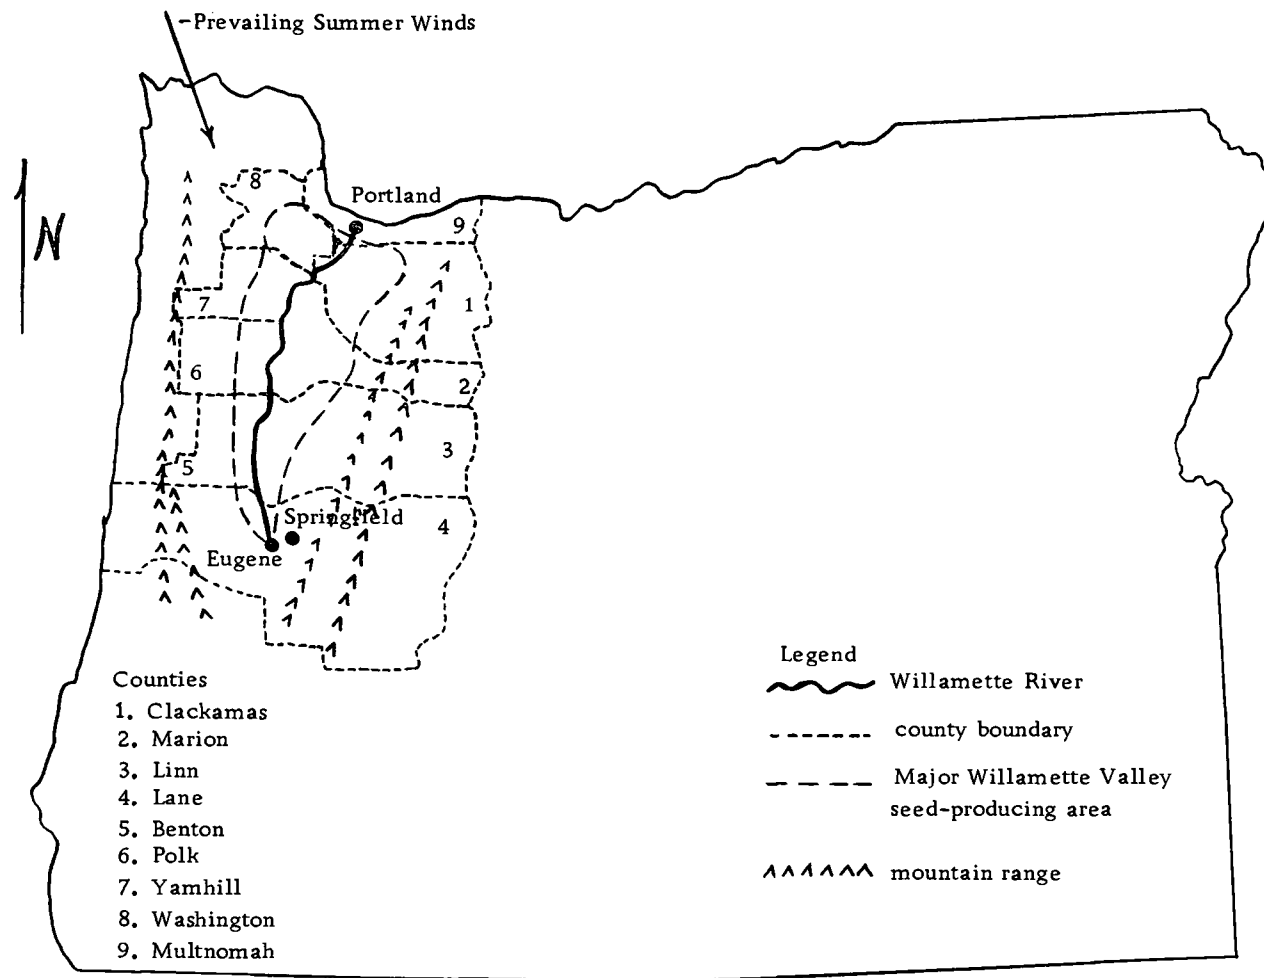 -Prevailing Summer Winds
N
8
Portland
9
7
1
6
2
3
5
Springfield
4
Eugene
Counties
1. Clackamas
2. Marion
3. Linn
4. Lane
5. Benton
6. Polk
7. Yamhill
8. Washington
9. Multnomah
Legend
Willamette River
county boundary
Major Willamette Valley
seed-producing area
mountain range